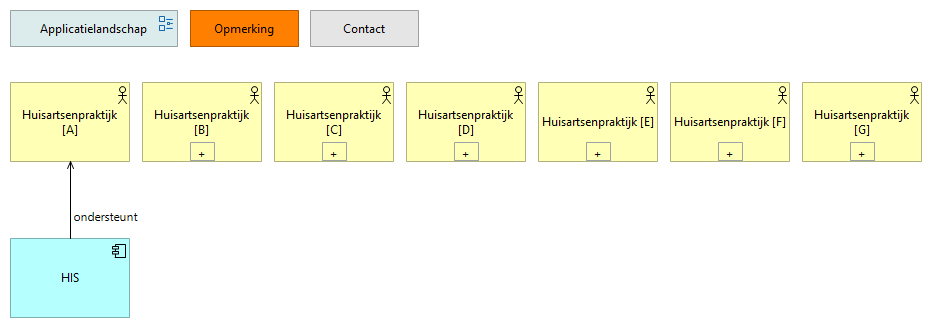 Applicatielandschap
Opmerking
Contact
Huisartsenpraktijk
[A]
Huisartsenpraktijk
[B]
+
Huisartsenpraktijk
[C]
+
Huisartsenpraktijk
[D]
+
Huisartsenpraktijk [E]
+
Huisartsenpraktijk [F]
+
Huisartsenpraktijk
[G]
+
ondersteunt
HIS